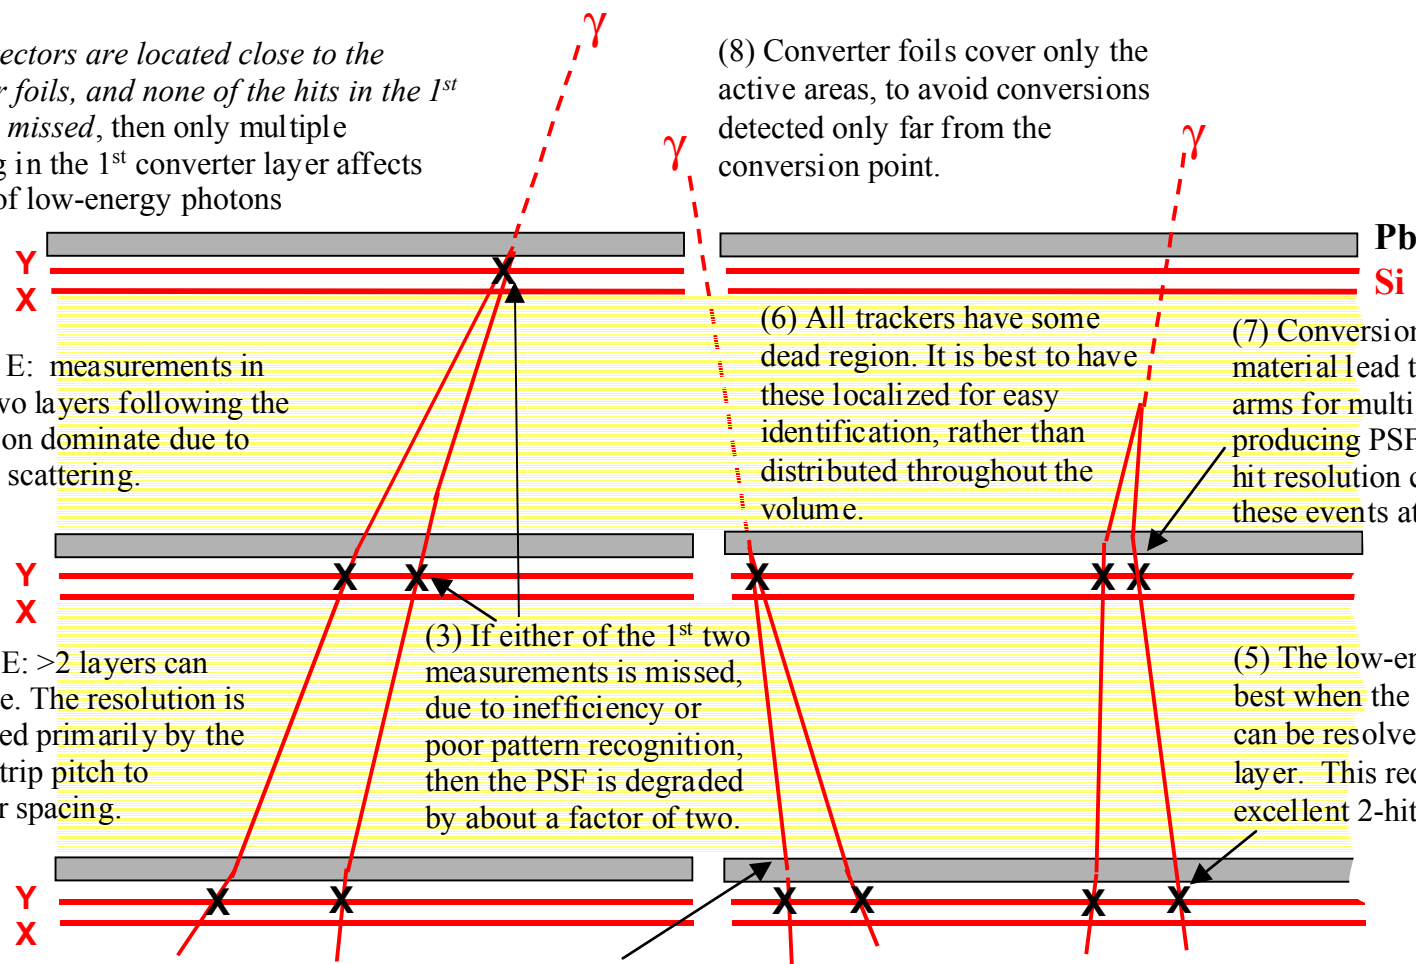 γ
ectors are located close to the
r foils, and none of the hits in the 1st
missed, then only multiple
g in the 1st converter layer affects
of low-energy photons
γ
(8) Converter foils cover only the
active areas, to avoid conversions
detected only far from the
conversion point.
γ
Pb
Y
X
Si
(6) All trackers have some
dead region. It is best to have
these localized for easy
identification, rather than
distributed throughout the
volume.
(7) Conversion
material lead t
arms for multi
producing PSF
hit resolution c
these events at
E: measurements in
wo layers following the
on dominate due to
scattering.
X
Y
X
X X
X
X X
(3) If either of the 1st two
measurements is missed,
due to inefficiency or
poor pattern recognition,
then the PSF is degraded
by about a factor of two.
E: >2 layers can
e. The resolution is
ed primarily by the
trip pitch to
r spacing.
(5) The low-en
best when the
can be resolve
layer. This req
excellent 2-hit
Y
X
X X
X X
X X